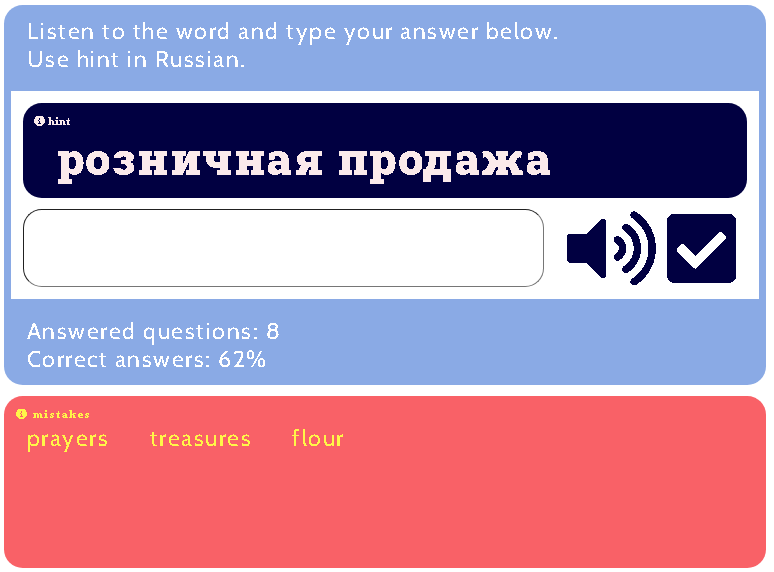 Listen to the word and type your answer below.
Use hint in Russian.
hint
розничная продажа
Answered questions: 8
Correct answers: 62%
mistakes
prayers treasures flour